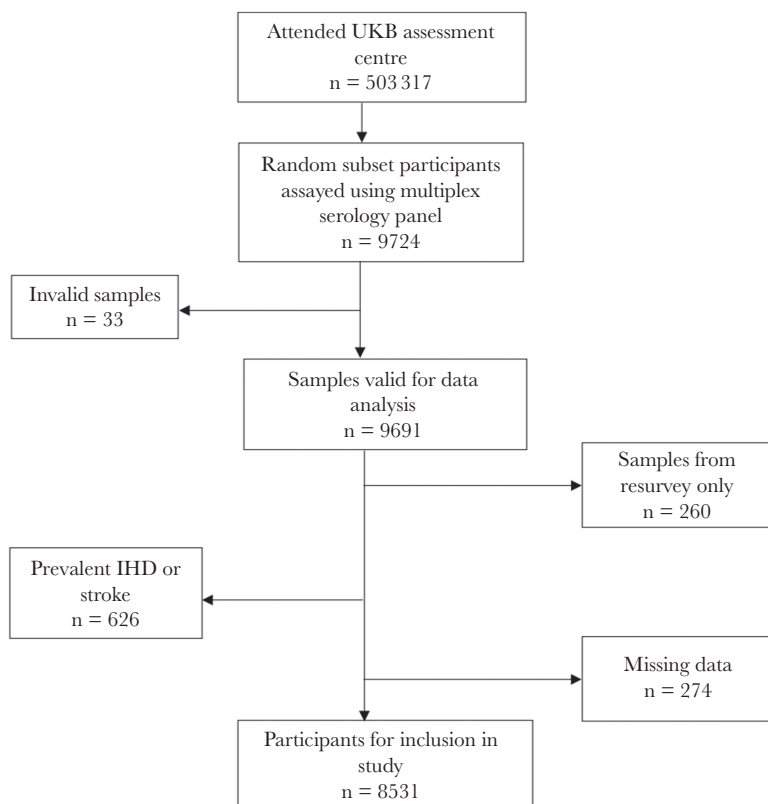 Attended UKB assessment
centre
n = 503 317
Random subset participants
assayed using multiplex
serology panel
n = 9724
Invalid samples
n = 33
Samples valid for data
analysis
n = 9691
Samples from
resurvey only
n = 260
Prevalent IHD or
stroke
n = 626
Missing data
n = 274
Participants for inclusion in
study
n = 8531